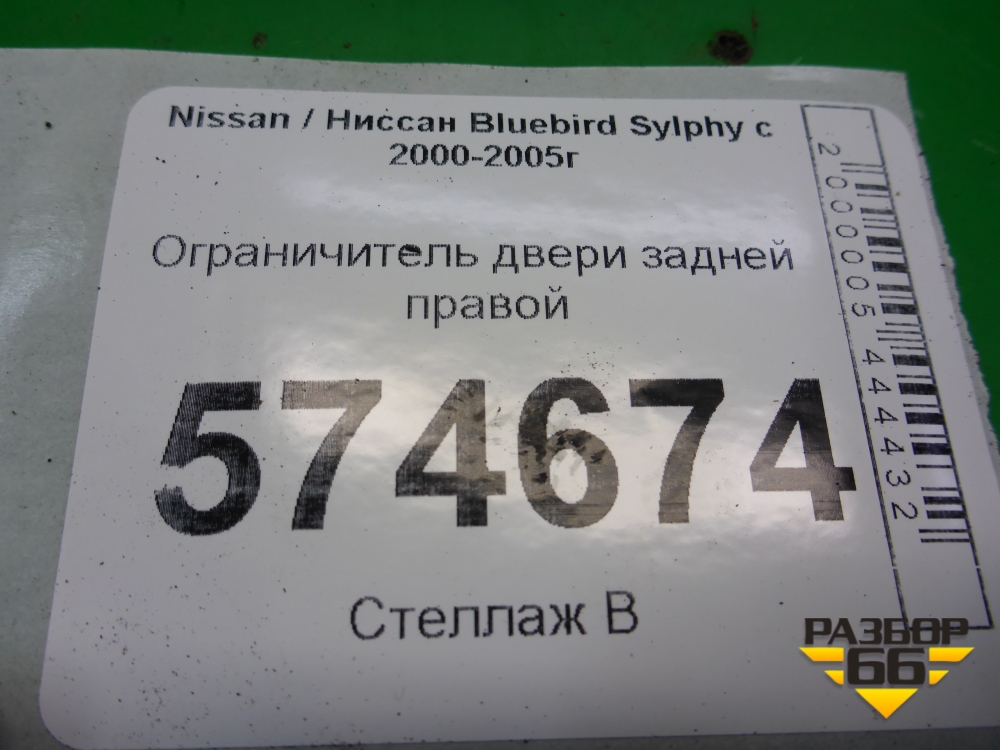 Nissan / Ниссан Bluebird Sylphy с
2000-2005г
Ограничитель двери задней
правой
574674
Стеллаж В
2000005444432
РАЗБОР
66